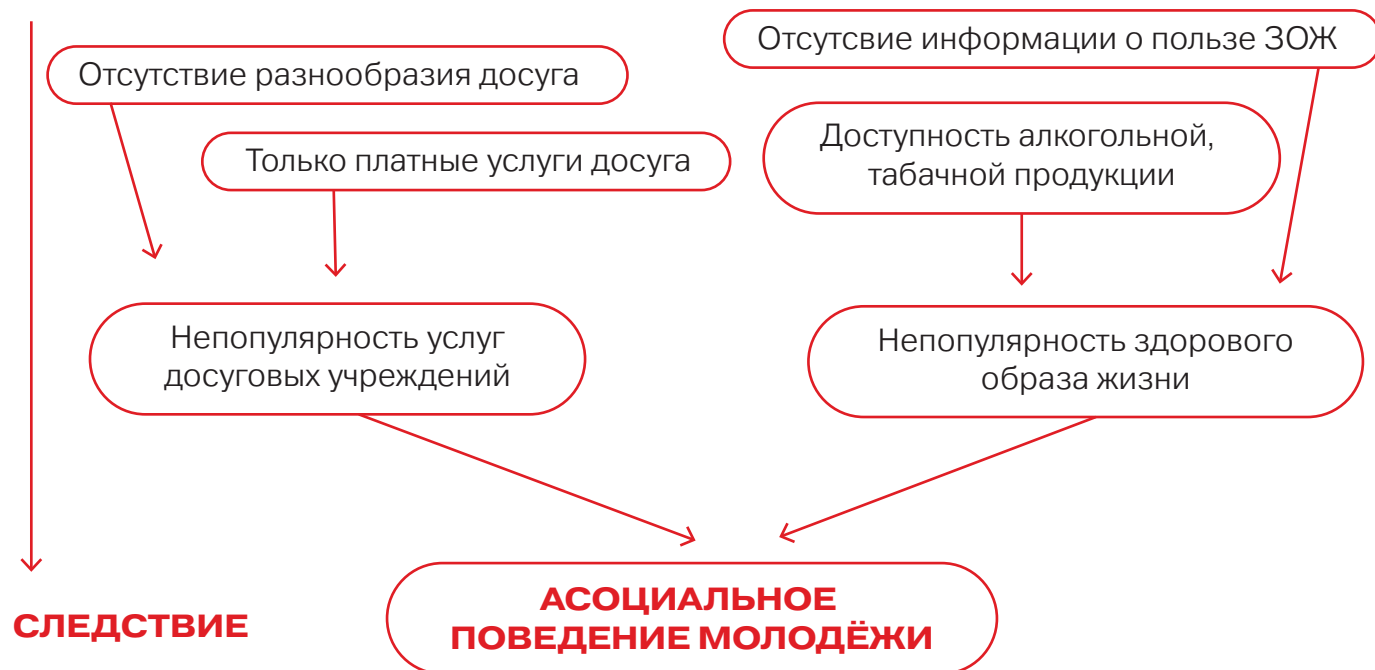 Отсутствие разнообразия досуга
Только платные услуги досуга
Отсутсвие информации о пользе ЗОЖ
Доступность алкогольной,
табачной продукции
Непопулярность услуг
досуговых учреждений
Непопулярность здорового
образа жизни
СЛЕДСТВИЕ
АСОЦИАЛЬНОЕ
ПОВЕДЕНИЕ МОЛОДЁЖИ